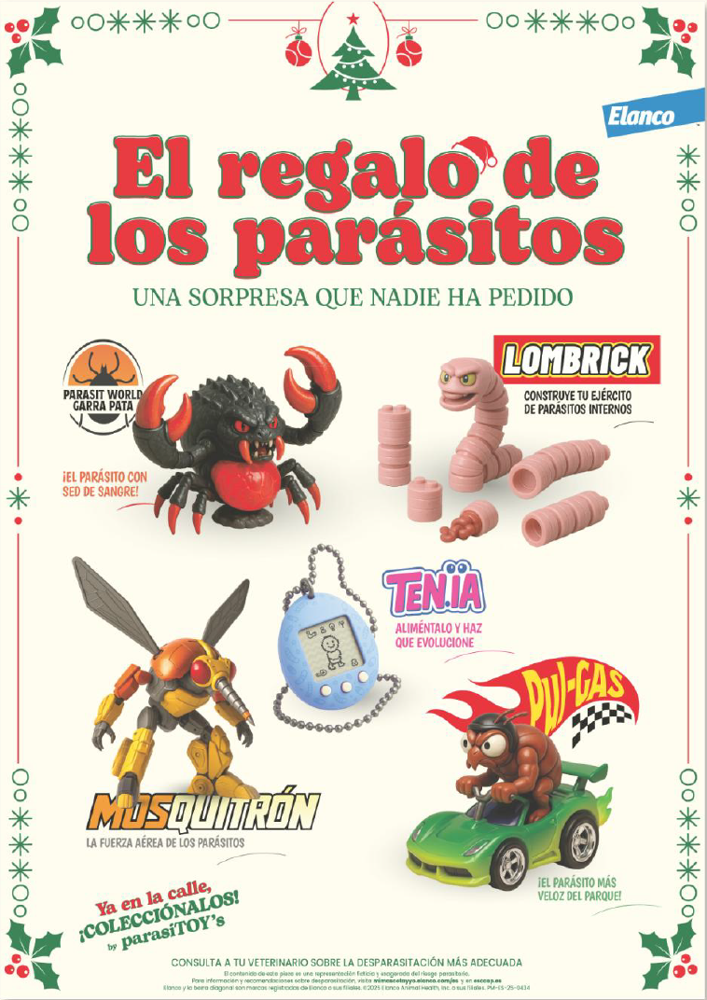 Elanco
El regalo de
los parásitos
UNA SORPRESA QUE NADIE HA PEDIDO
PARASIT WORLD
GARRA PATA
¡EL PARÁSITO CON
SED DE SANGRE!
LOMBRICK
CONSTRUYE TU EJÉRCITO
DE PARÁSITOS INTERNOS
TEN.ÏA
ALIMÉNTALO Y HAZ
QUE EVOLUCIONE
PUL-GAS
¡EL PARÁSITO MÁS
VELOZ DEL PARQUE!
MOSQUITRÓN
LA FUERZA AÉREA DE LOS PARÁSITOS
Ya en la calle,
¡COLECCIÓNALOS!
by parasiTOY's
CONSULTA A TU VETERINARIO SOBRE LA DESPARASITACIÓN MÁS ADECUADA
El contenido de esta pieza es una representación ficticia y exagerada del riesgo parasitario.
Para información y recomendaciones sobre desparasitación, visita mimascotayyo.elanco.com/es y en esccap.es
Elanco y la barra diagonal son marcas registradas de Elanco o sus filiales. ©2025 Elanco Animal Health, Inc. o sus filiales. PM-ES-25-0434